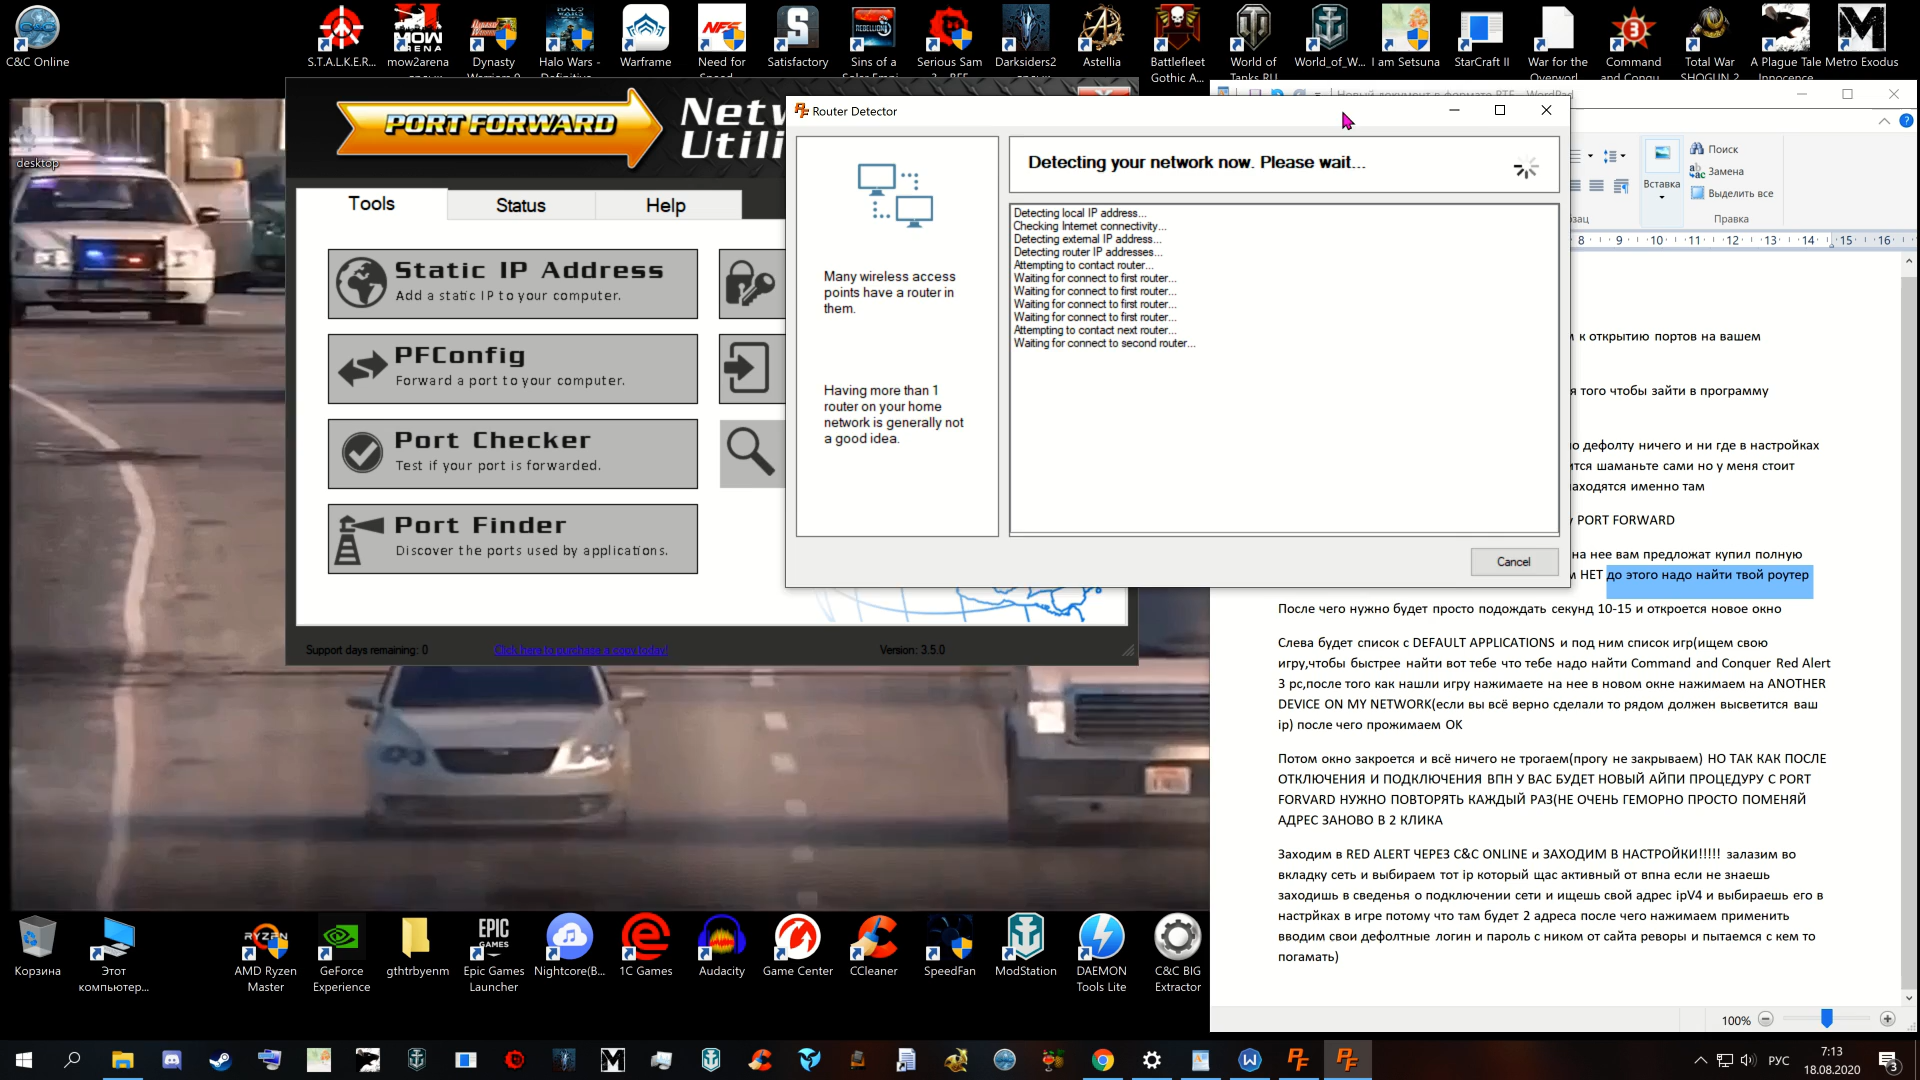 C&C Online
S.T.A.L.K.E.R...
mow2arena
Dynasty
Halo Wars -
Warframe
Need for
Satisfactory
Sins of a
Serious Sam
Darksiders2
Astellia
Battlefleet
Gothic A...
World of
Tanks RU
World_of_W...
I am Setsuna
StarCraft II
War for the
Overworl...
Command
and Conqu...
Total War
SHOGUN 2
A Plague Tale
Innocence
Metro Exodus
desktop
PORT FORWARD
Netw
Utili
Tools
Status
Help
Static IP Address
Add a static IP to your computer.
PFConfig
Forward a port to your computer.
Port Checker
Test if your port is forwarded.
Port Finder
Discover the ports used by applications.
Support days remaining: 0
Click here to purchase a copy today!
Version: 3.5.0
Router Detector
Many wireless access
points have a router in
them.
Having more than 1
router on your home
network is generally not
a good idea.
Detecting your network now. Please wait...
Detecting local IP address...
Checking Internet connectivity...
Detecting external IP address...
Detecting router IP addresses...
Attempting to contact router...
Waiting for connect to first router...
Waiting for connect to first router...
Waiting for connect to first router...
Waiting for connect to first router...
Attempting to contact next router...
Waiting for connect to second router...
Cancel
Новый документ в формате RTF - WordPad
Вставка
Поиск
Замена
Выделить все
Правка
8 9 10 11 12 13 14 15 16
к открытию портов на вашем
я того чтобы зайти в программу
о дефолту ничего и ни где в настройках
ится шаманьте сами но у меня стоит
аходятся именно там
PORT FORWARD
на нее вам предложат купил полную
НЕТ до этого надо найти твой роутер
После чего нужно будет просто подождать секунд 10-15 и откроется новое окно
Слева будет список с DEFAULT APPLICATIONS и под ним список игр(ищем свою
игру,чтобы быстрее найти вот тебе что тебе надо найти Command and Conquer Red Alert
3 pc,после того как нашли игру нажимаете на нее в новом окне нажимаем на ANOTHER
DEVICE ON MY NETWORK(если вы всё верно сделали то рядом должен высветится ваш
ip) после чего прожимаем ОК
Потом окно закроется и всё ничего не трогаем(прогу не закрываем) НО ТАК КАК ПОСЛЕ
ОТКЛЮЧЕНИЯ И ПОДКЛЮЧЕНИЯ ВПН У ВАС БУДЕТ НОВЫЙ АЙПИ ПРОЦЕДУРУ С PORT
FORVARD НУЖНО ПОВТОРЯТЬ КАЖДЫЙ РАЗ(НЕ ОЧЕНЬ ГЕМОРНО ПРОСТО ПОМЕНЯЙ
АДРЕС ЗАНОВО В 2 КЛИКА
Заходим в RED ALERT ЧЕРЕЗ C&C ONLINE и ЗАХОДИМ В НАСТРОЙКИ!!!!! залазим во
вкладку сеть и выбираем тот ip который щас активный от впна если не знаешь
заходишь в сведенья о подключении сети и ищешь свой адрес ipV4 и выбираешь его в
настрйках в игре потому что там будет 2 адреса после чего нажимаем применить
вводим свои дефолтные логин и пароль с ником от сайта реворы и пытаемся с кем то
погамать)
100%
Корзина
Этот
компьютер...
RYZEN
AMD Ryzen
Master
GeForce
Experience
gthtrbyenm
EPIC
GAMES
Epic Games
Launcher
Nightcore(B...
1C Games
Audacity
Game Center
CCleaner
SpeedFan
ModStation
DAEMON
Tools Lite
C&C BIG
Extractor
РУС
7:13
18.08.2020
3